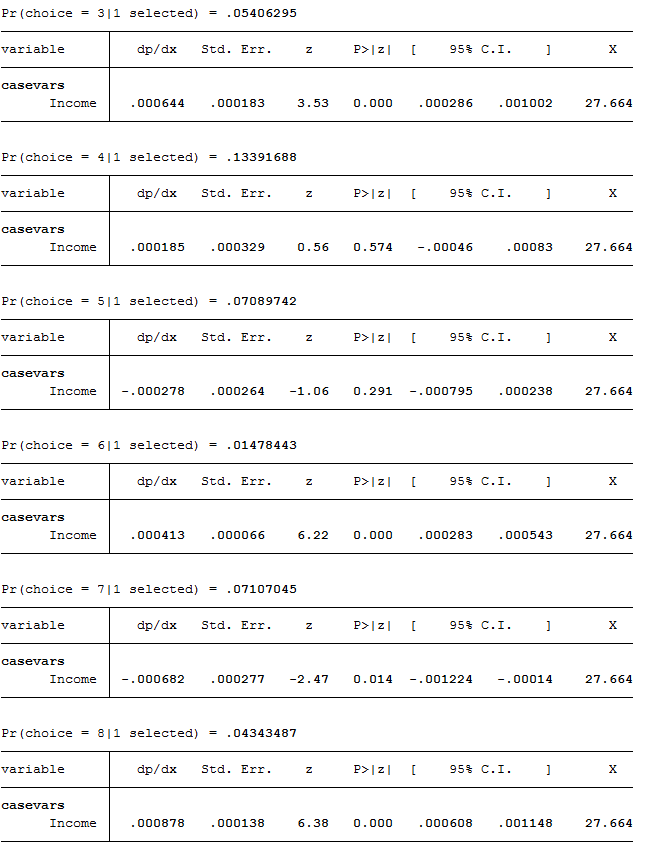 Pr(choice = 3|1 selected) = .05406295
variable dp/dx Std. Err. z P>|z| [ 95% C.I. ] X
casevars
Income .000644 .000183 3.53 0.000 .000286 .001002 27.664
Pr(choice = 4|1 selected) = .13391688
variable dp/dx Std. Err. z P>|z| [ 95% C.I. ] X
casevars
Income .000185 .000329 0.56 0.574 -.00046 .00083 27.664
Pr(choice = 5|1 selected) = .07089742
variable dp/dx Std. Err. z P>|z| [ 95% C.I. ] X
casevars
Income -.000278 .000264 -1.06 0.291 -.000795 .000238 27.664
Pr(choice = 6|1 selected) = .01478443
variable dp/dx Std. Err. z P>|z| [ 95% C.I. ] X
casevars
Income .000413 .000066 6.22 0.000 .000283 .000543 27.664
Pr(choice = 7|1 selected) = .07107045
variable dp/dx Std. Err. z P>|z| [ 95% C.I. ] X
casevars
Income -.000682 .000277 -2.47 0.014 -.001224 -.00014 27.664
Pr(choice = 8|1 selected) = .04343487
variable dp/dx Std. Err. z P>|z| [ 95% C.I. ] X
casevars
Income .000878 .000138 6.38 0.000 .000608 .001148 27.664